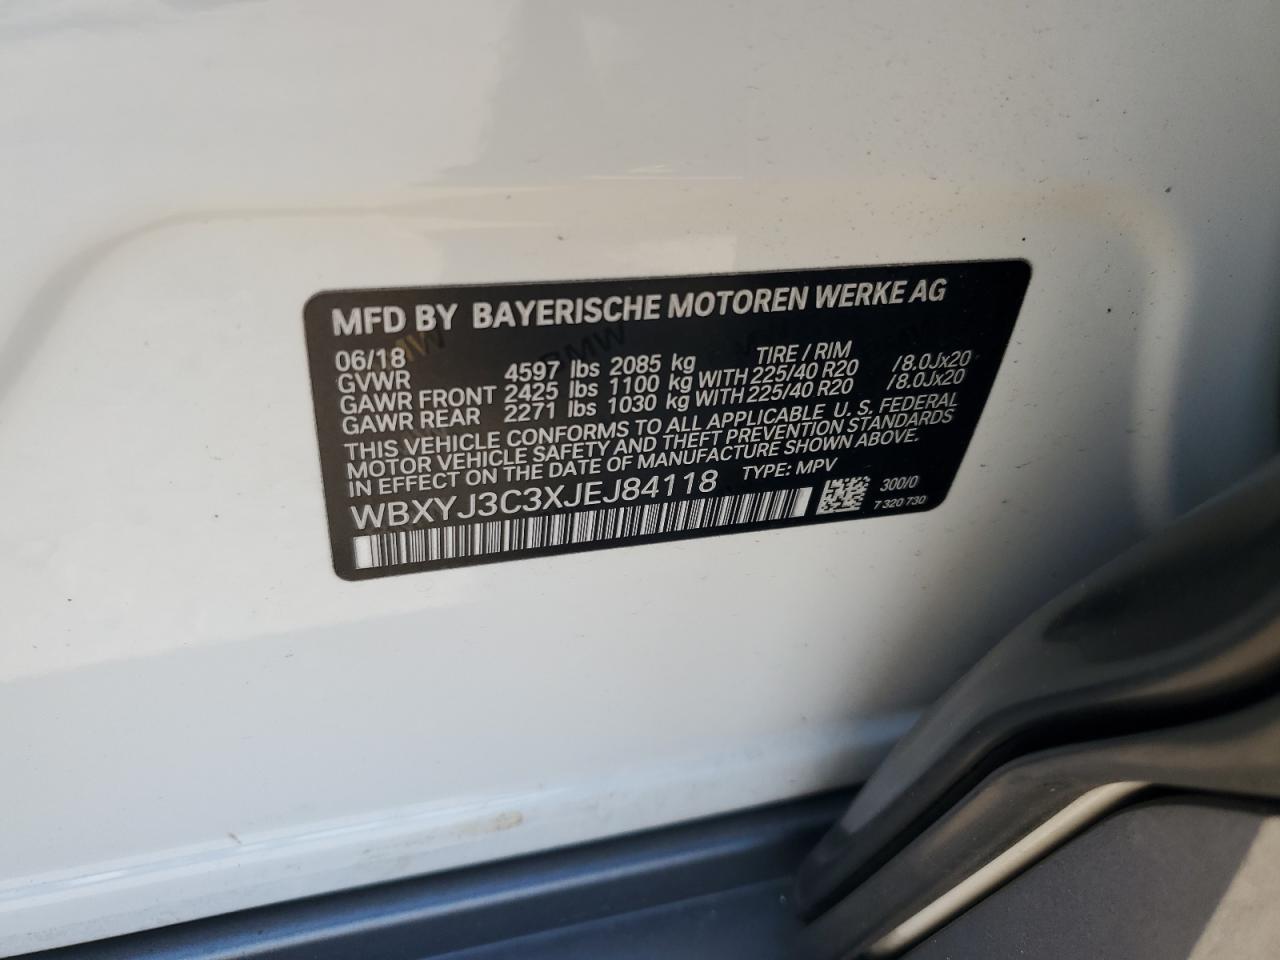 MFD BY BAYERISCHE MOTOREN WERKE AG
06/18 TIRE / RIM
GVWR 4597 lbs 2085 kg
GAWR FRONT 2425 lbs 1100 kg WITH 225/40 R20 /8.0Jx20
GAWR REAR 2271 lbs 1030 kg WITH 225/40 R20 /8.0Jx20
THIS VEHICLE CONFORMS TO ALL APPLICABLE U. S. FEDERAL
MOTOR VEHICLE SAFETY AND THEFT PREVENTION STANDARDS
IN EFFECT ON THE DATE OF MANUFACTURE SHOWN ABOVE.
WBXYJ3C3XJEJ84118 TYPE: MPV
300/0
7 320 730